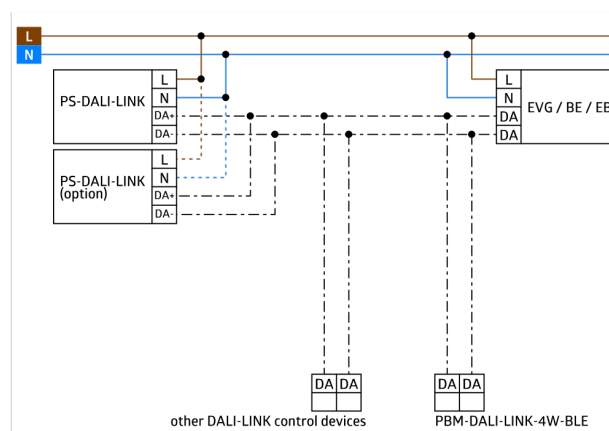 L
N
PS-DALI-LINK
L
N
DA+
DA-
PS-DALI-LINK
(option)
L
N
DA+
DA-
L
N
DA
DA
EVG / BE / EB
DA DA
other DALI-LINK control devices
DA DA
PBM-DALI-LINK-4W-BLE